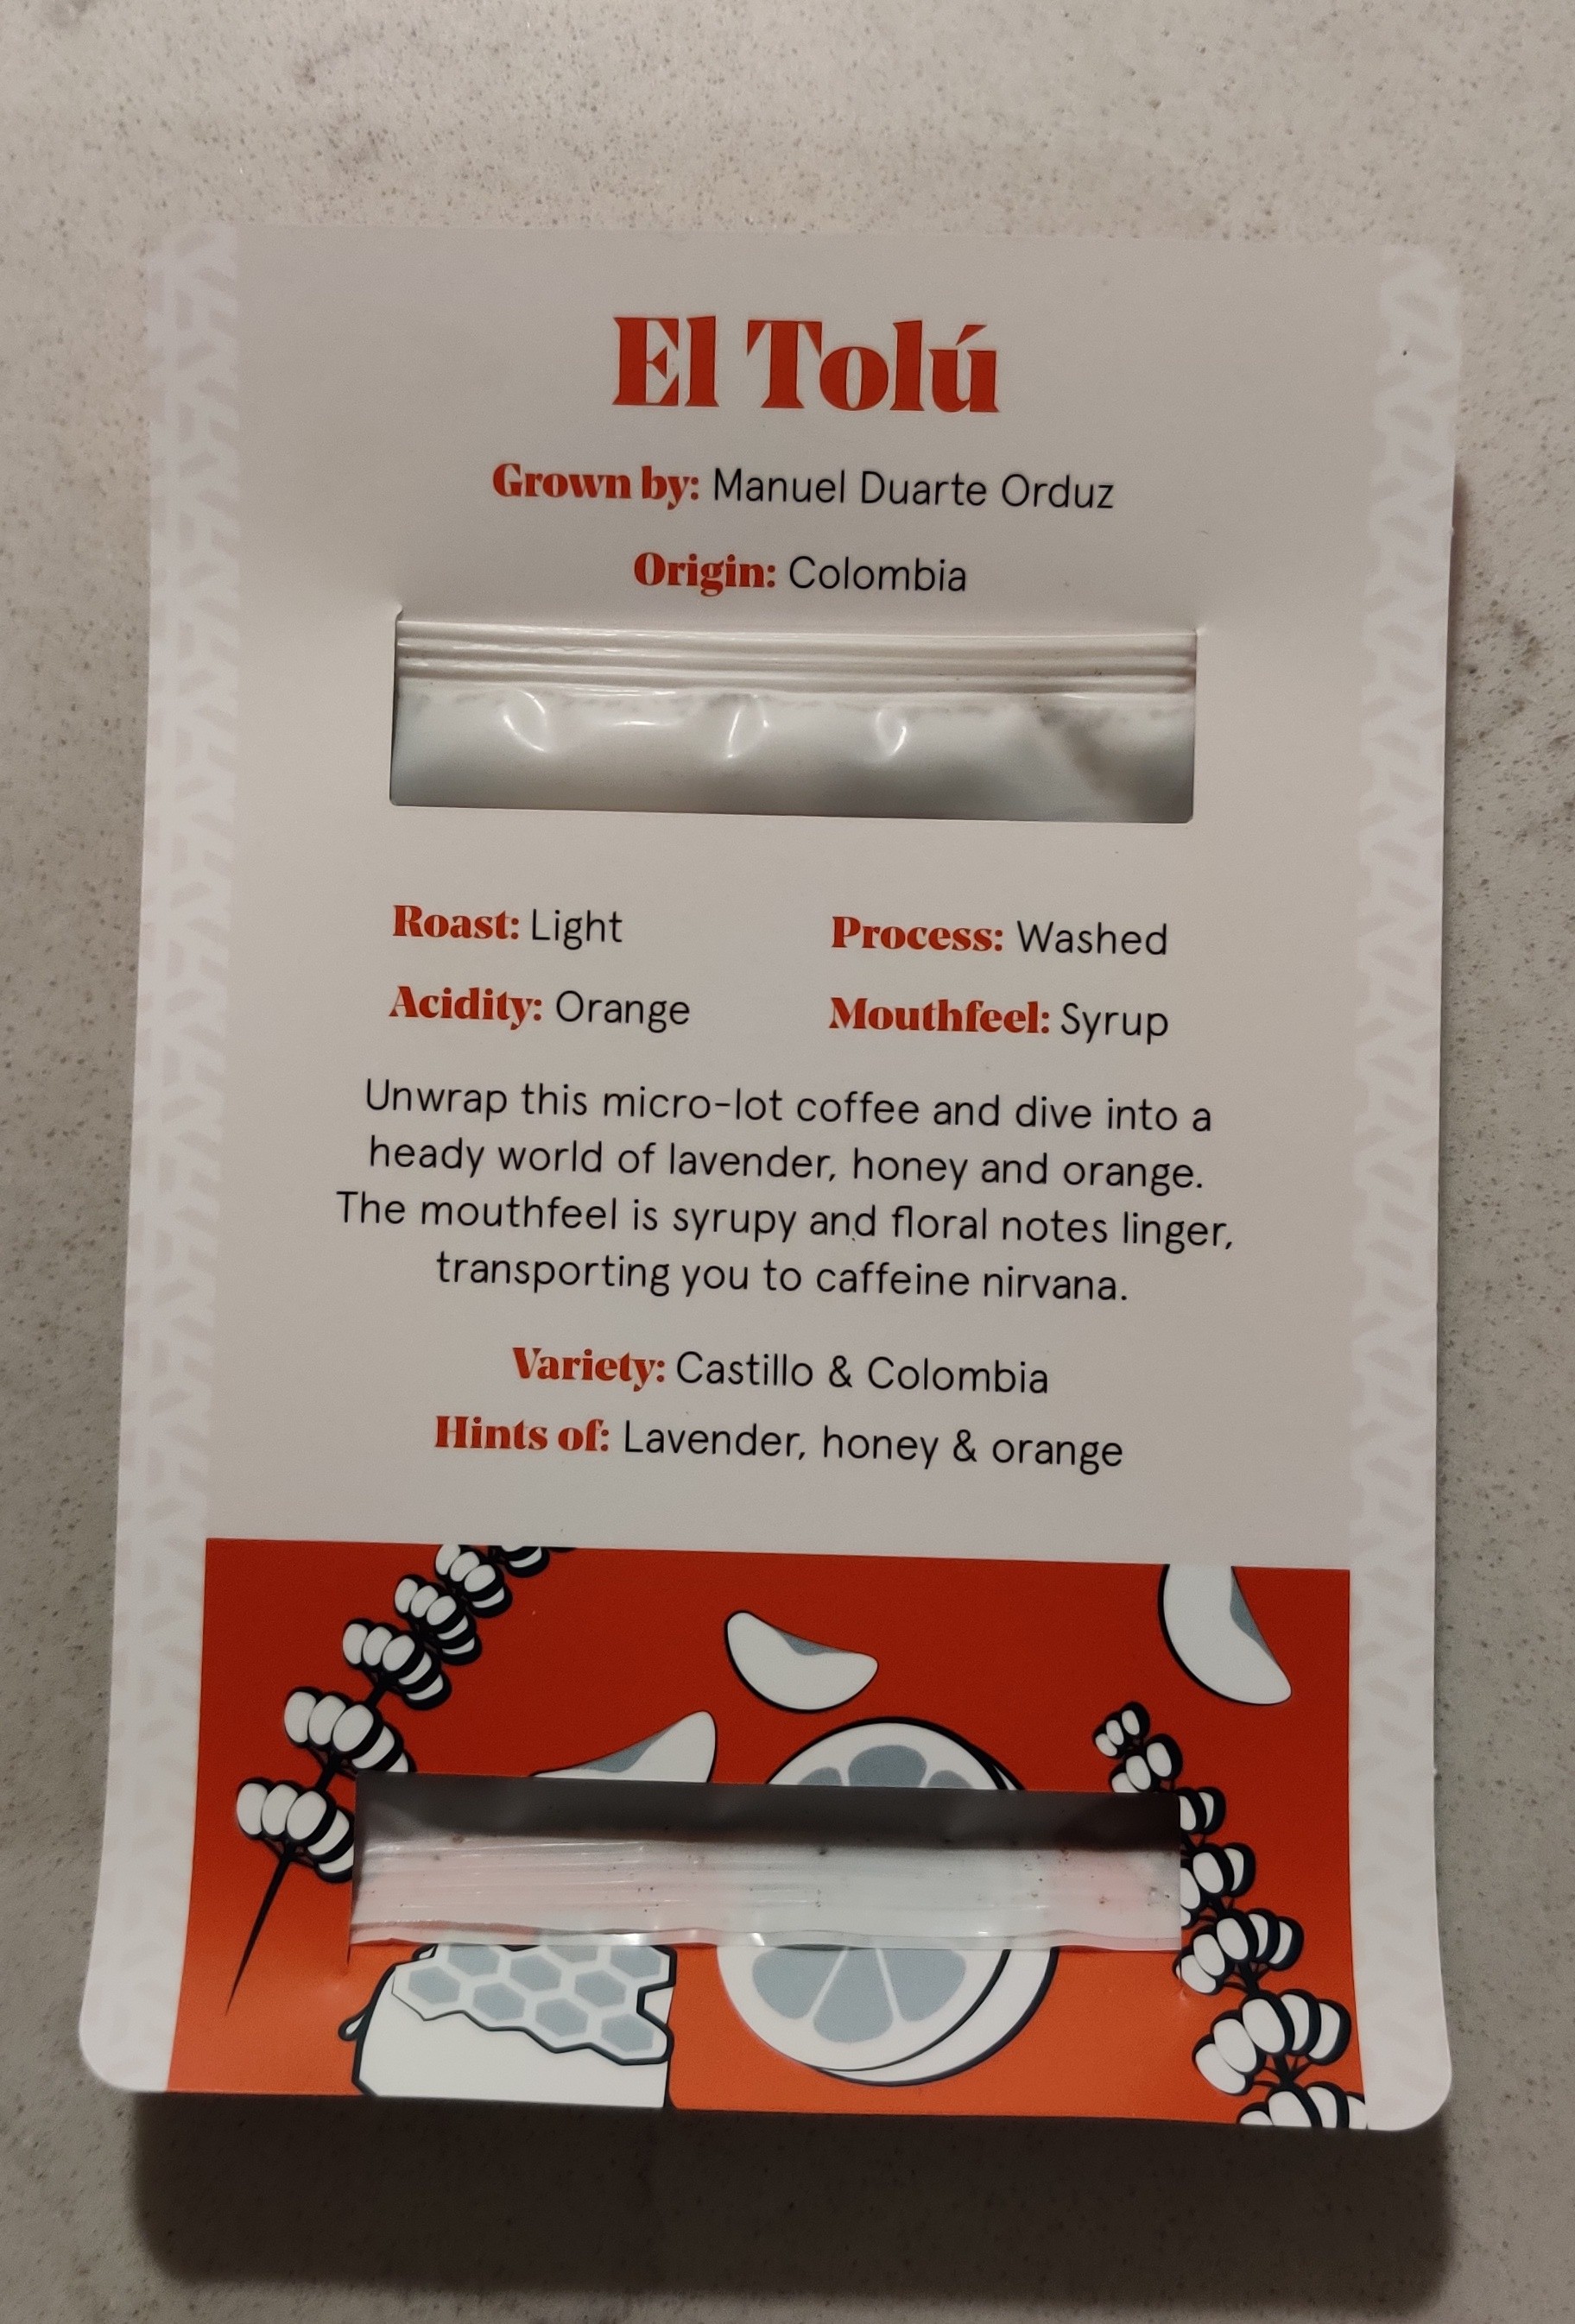 El Tolú
Grown by: Manuel Duarte Orduz
Origin: Colombia
Roast: Light
Process: Washed
Acidity: Orange
Mouthfeel: Syrup
Unwrap this micro-lot coffee and dive into a
heady world of lavender, honey and orange.
The mouthfeel is syrupy and floral notes linger,
transporting you to caffeine nirvana.
Variety: Castillo & Colombia
Hints of: Lavender, honey & orange